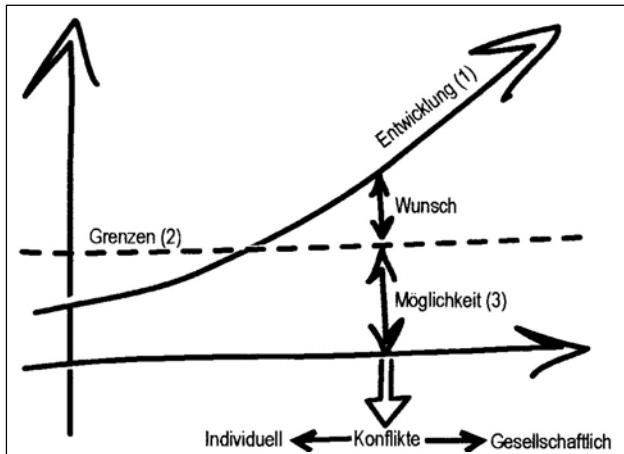 Entwicklung (1)
Wunsch
Grenzen (2)
Möglichkeit (3)
Individuell Konflikte Gesellschaftlich